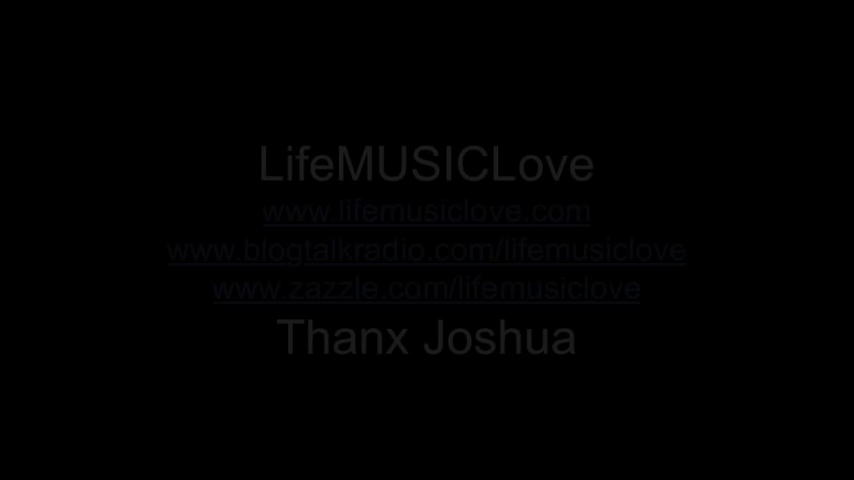 LifeMUSICLove
www.lifemusiclove.com
www.blogtalkradio.com/lifemusiclove
www.zazzle.com/lifemusiclove
Thanx Joshua